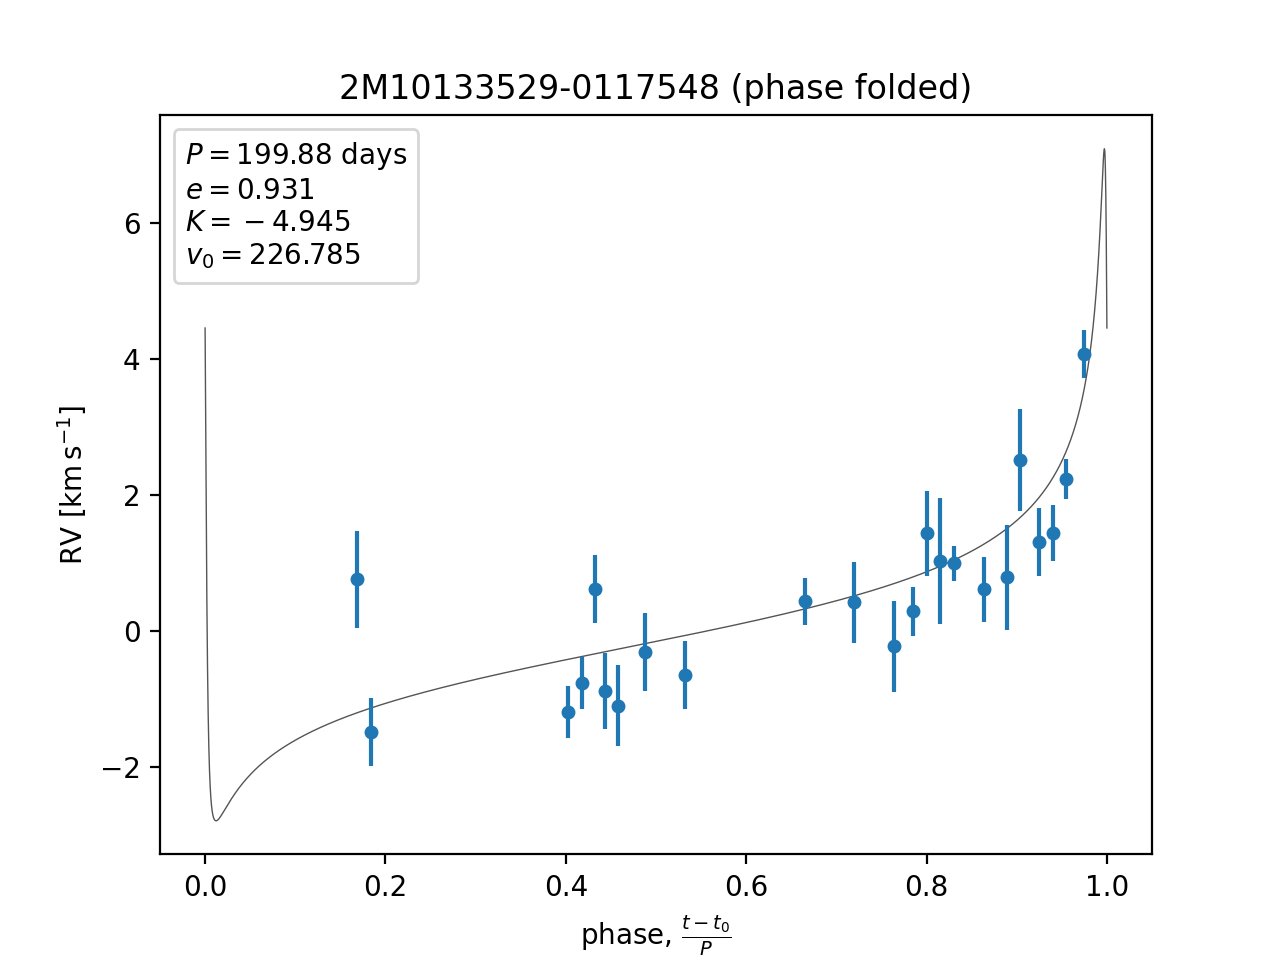 2M10133529-0117548 (phase folded)
P = 199.88 days
e = 0.931
K = −4.945
v₀ = 226.785
6
4
2
0
−2
RV [km s⁻¹]
0.0 0.2 0.4 0.6 0.8 1.0
phase, (t − t₀)/P